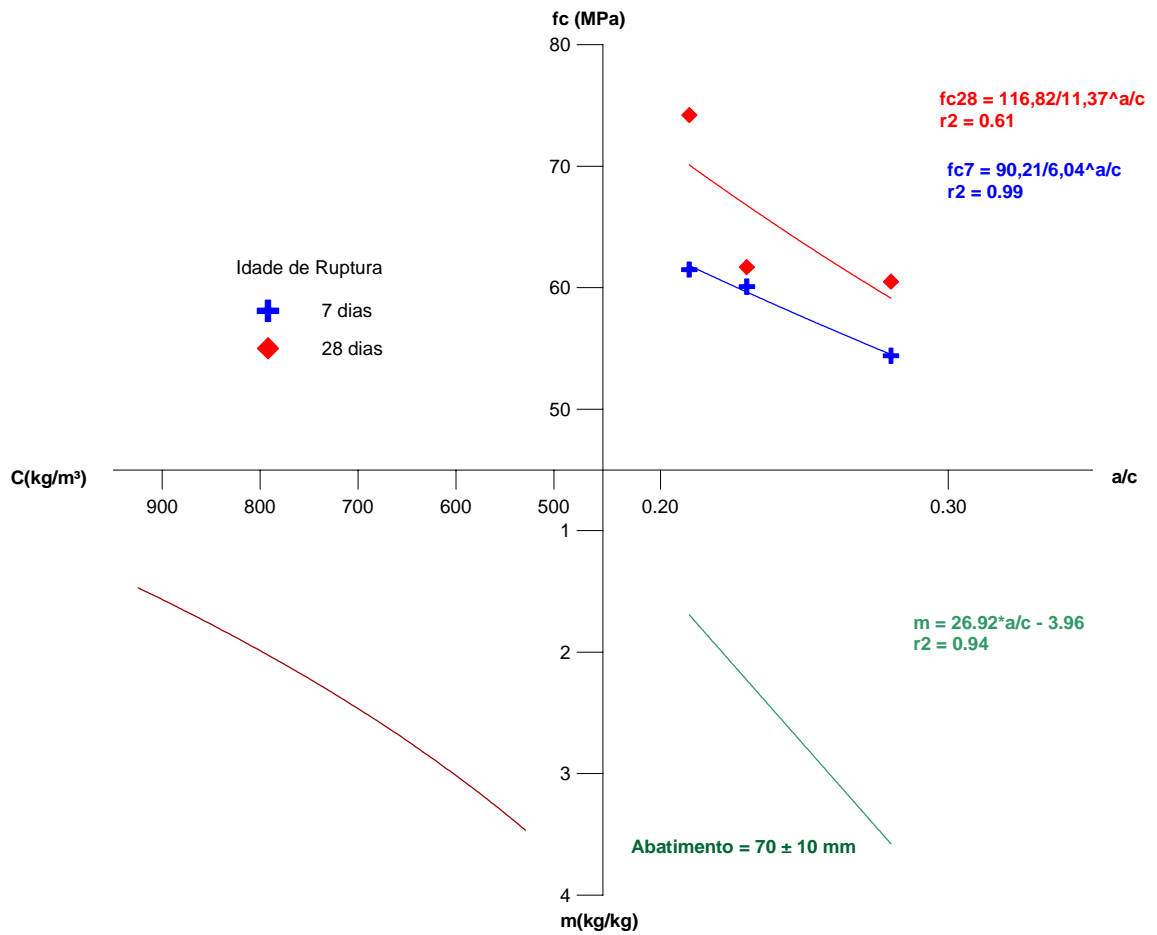 fc (MPa)
80
fc28 = 116,82/11,37^a/c
r2 = 0.61
70
fc7 = 90,21/6,04^a/c
r2 = 0.99
Idade de Ruptura
7 dias
28 dias
60
50
C(kg/m³)
a/c
900 800 700 600 500 0.20 0.30
1
m = 26.92*a/c - 3.96
r2 = 0.94
2
3
Abatimento = 70 ± 10 mm
4
m(kg/kg)